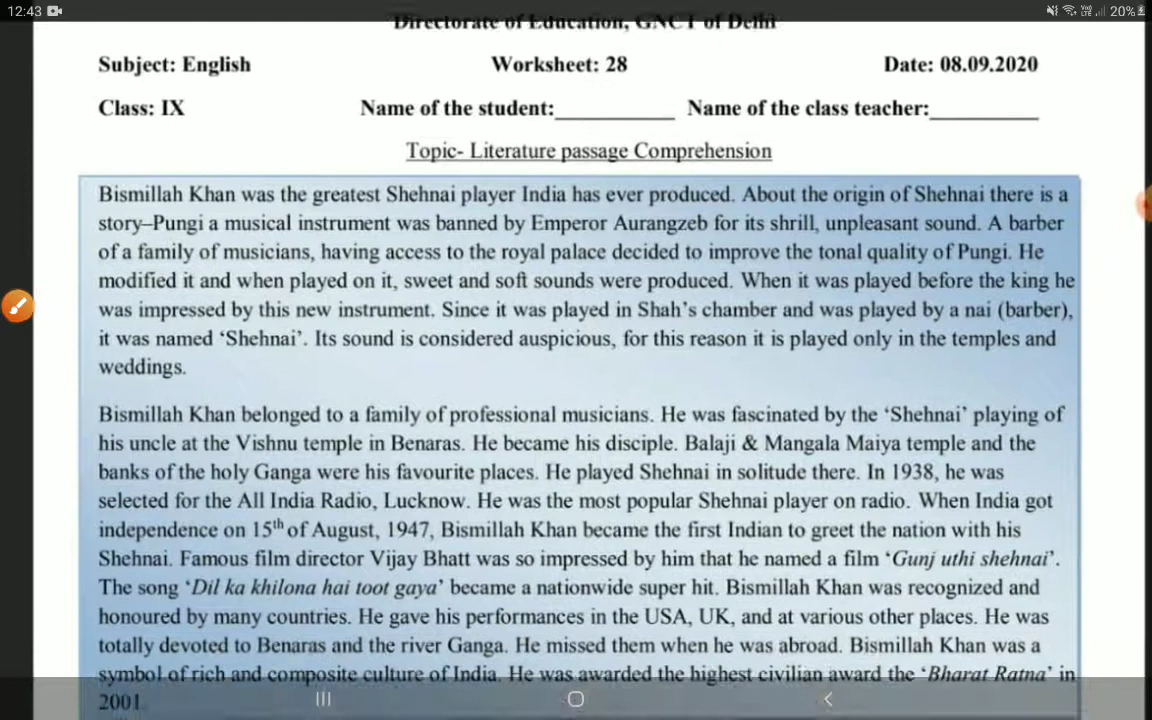 12:43
20%
Directorate of Education, GNCT of Delhi
Subject: English Worksheet: 28 Date: 08.09.2020
Class: IX Name of the student:___________ Name of the class teacher:__________
Topic- Literature passage Comprehension
Bismillah Khan was the greatest Shehnai player India has ever produced. About the origin of Shehnai there is a
story–Pungi a musical instrument was banned by Emperor Aurangzeb for its shrill, unpleasant sound. A barber
of a family of musicians, having access to the royal palace decided to improve the tonal quality of Pungi. He
modified it and when played on it, sweet and soft sounds were produced. When it was played before the king he
was impressed by this new instrument. Since it was played in Shah’s chamber and was played by a nai (barber),
it was named ‘Shehnai’. Its sound is considered auspicious, for this reason it is played only in the temples and
weddings.
Bismillah Khan belonged to a family of professional musicians. He was fascinated by the ‘Shehnai’ playing of
his uncle at the Vishnu temple in Benaras. He became his disciple. Balaji & Mangala Maiya temple and the
banks of the holy Ganga were his favourite places. He played Shehnai in solitude there. In 1938, he was
selected for the All India Radio, Lucknow. He was the most popular Shehnai player on radio. When India got
independence on 15th of August, 1947, Bismillah Khan became the first Indian to greet the nation with his
Shehnai. Famous film director Vijay Bhatt was so impressed by him that he named a film ‘Gunj uthi shehnai’.
The song ‘Dil ka khilona hai toot gaya’ became a nationwide super hit. Bismillah Khan was recognized and
honoured by many countries. He gave his performances in the USA, UK, and at various other places. He was
totally devoted to Benaras and the river Ganga. He missed them when he was abroad. Bismillah Khan was a
symbol of rich and composite culture of India. He was awarded the highest civilian award the ‘Bharat Ratna’ in
2001